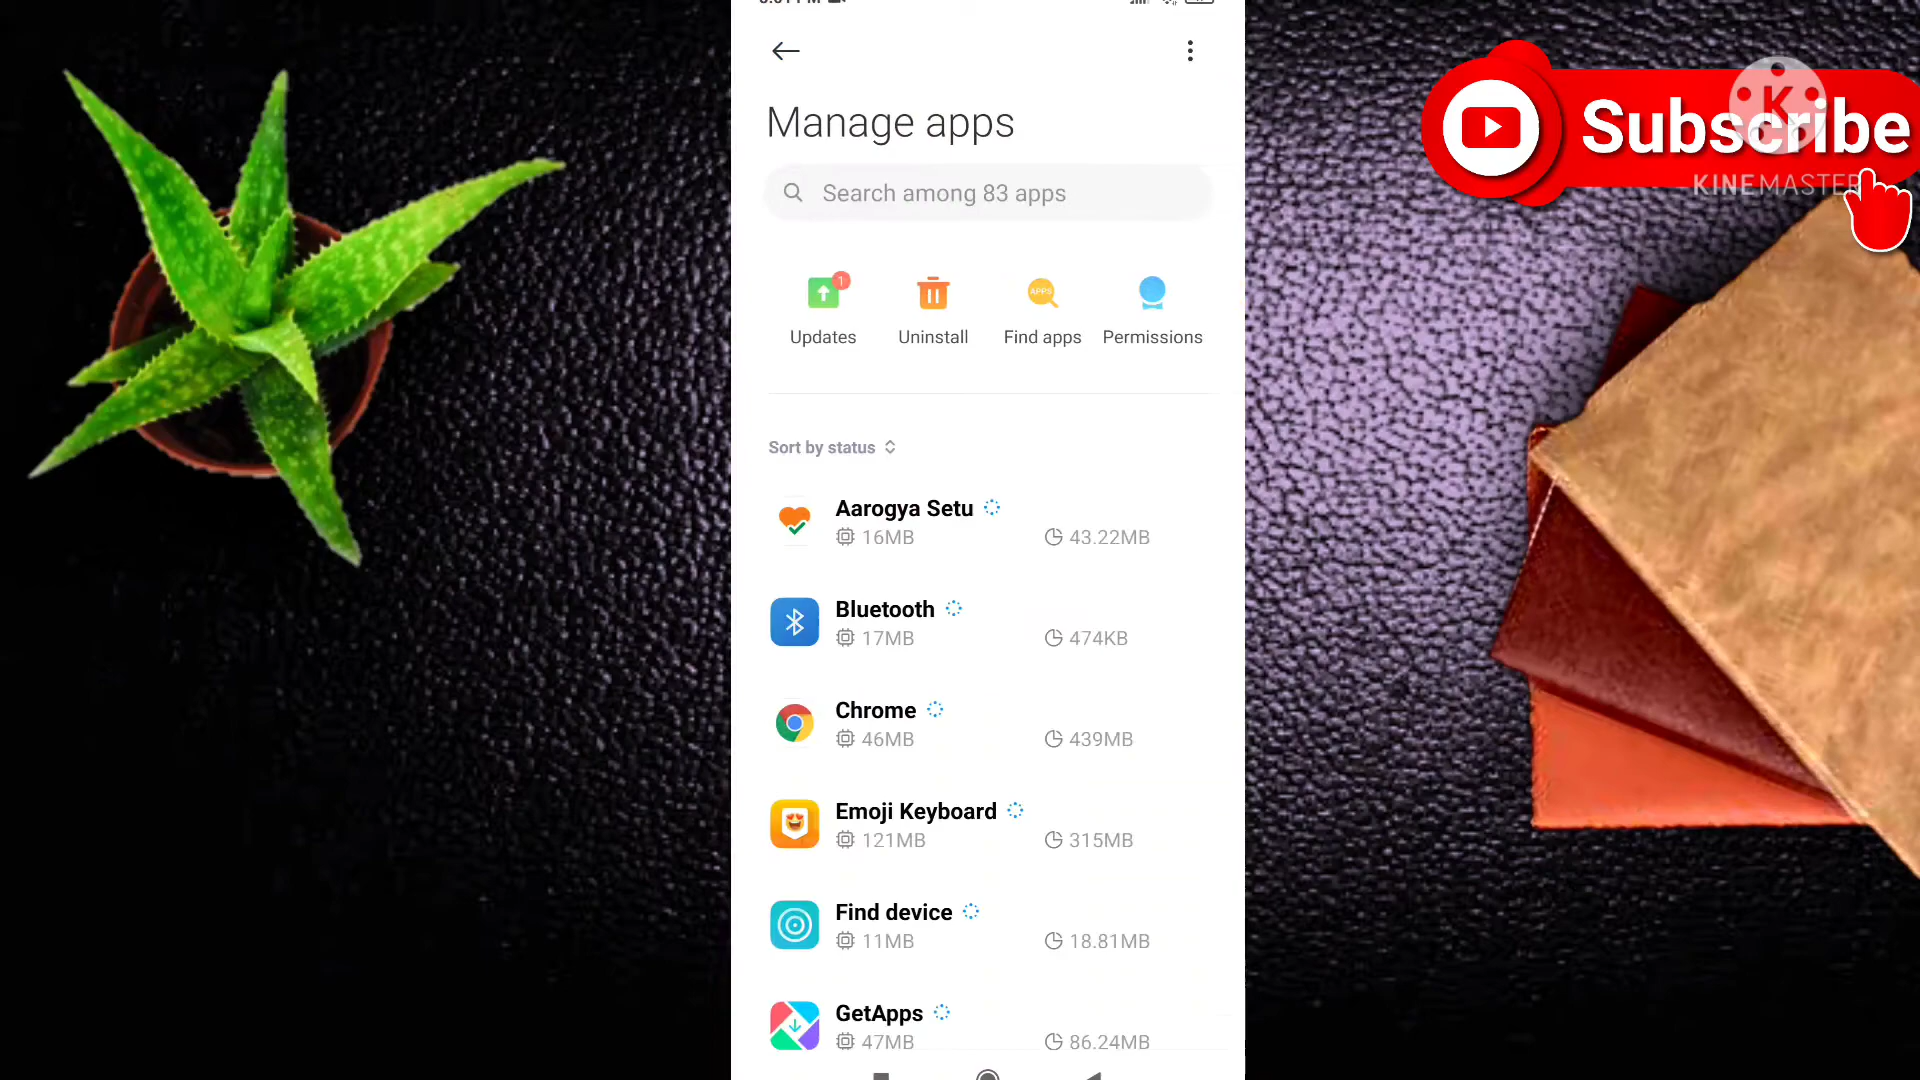 Manage apps
Search among 83 apps
1
APPS
Updates
Uninstall
Find apps
Permissions
Sort by status
Aarogya Setu
16MB
43.22MB
Bluetooth
17MB
474KB
Chrome
46MB
439MB
Emoji Keyboard
121MB
315MB
Find device
11MB
18.81MB
GetApps
47MB
86.24MB
Subscribe
K
KINEMASTER